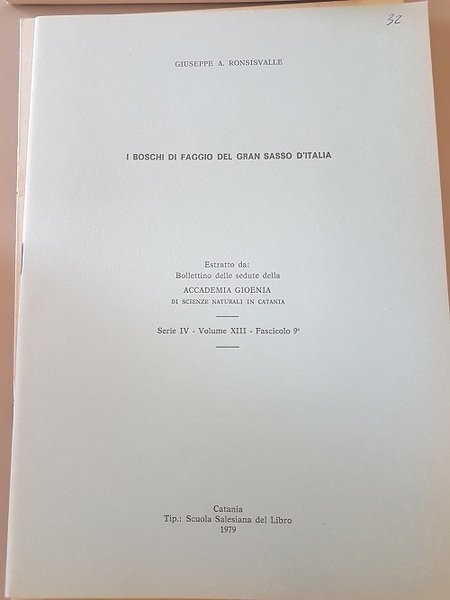 32
GIUSEPPE A. RONSISVALLE
I BOSCHI DI FAGGIO DEL GRAN SASSO D'ITALIA
Estratto da:
Bollettino delle sedute della
ACCADEMIA GIOENIA
DI SCIENZE NATURALI IN CATANIA
Serie IV - Volume XIII - Fascicolo 9°
Catania
Tip.: Scuola Salesiana del Libro
1979